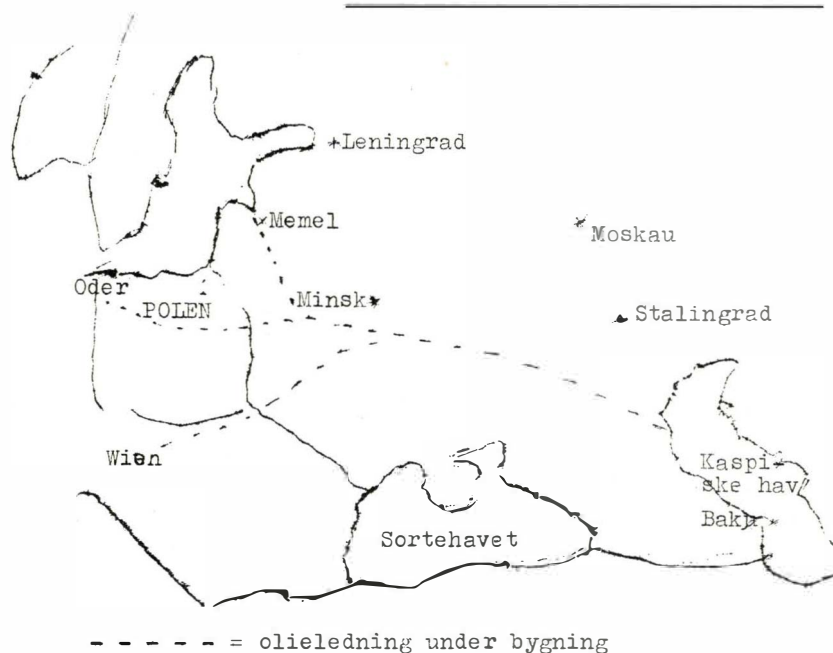 Leningrad
Memel
Moskau
Oder
POLEN
Minsk
Stalingrad
Wien
Kaspi-
ske hav
Baku
Sortehavet
- - - - - = olieledning under bygning